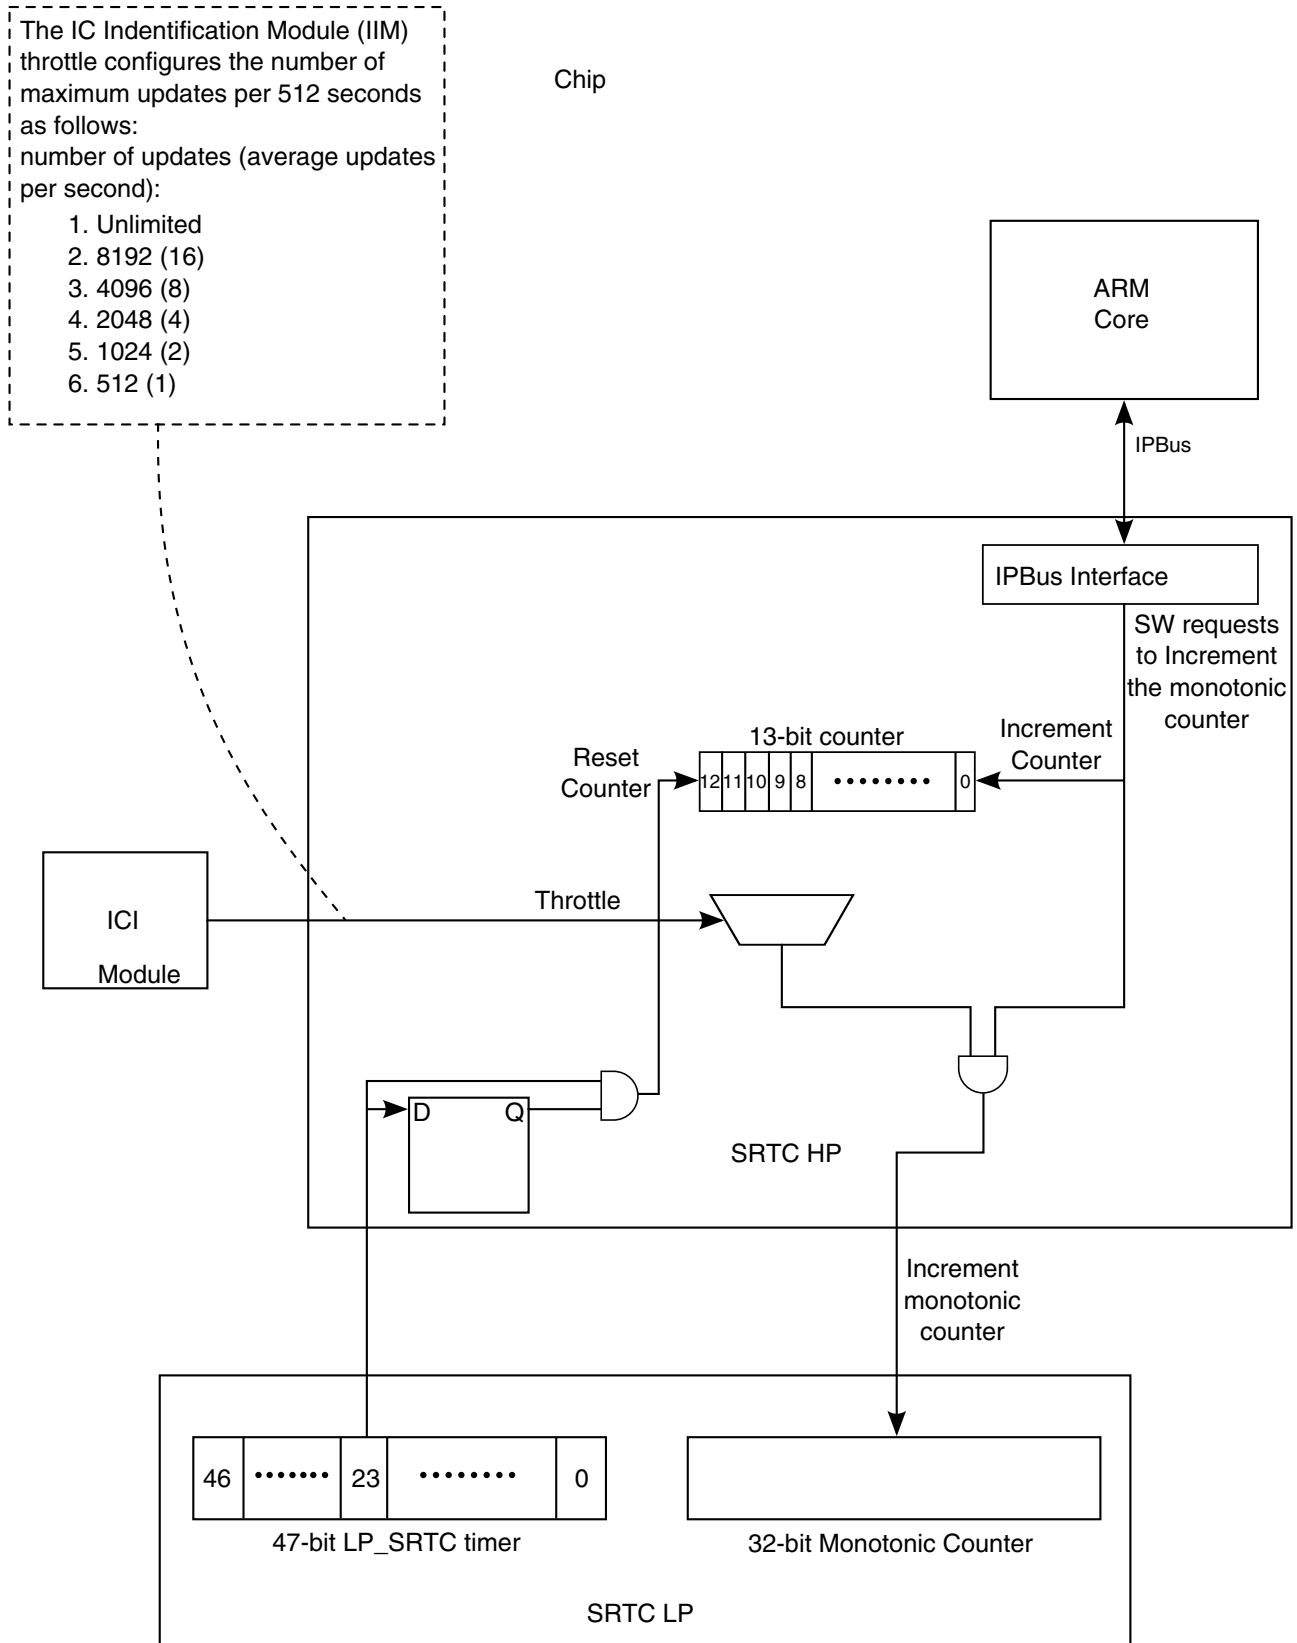 The IC Indentification Module (IIM)
throttle configures the number of
maximum updates per 512 seconds
as follows:
number of updates (average updates
per second):
1. Unlimited
2. 8192 (16)
3. 4096 (8)
4. 2048 (4)
5. 1024 (2)
6. 512 (1)
Chip
ARM
Core
IPBus
IPBus Interface
SW requests
to Increment
the monotonic
counter
13-bit counter
Increment
Counter
Reset
Counter
12 11 10 9 8 ........ 0
ICI
Module
Throttle
D Q
SRTC HP
Increment
monotonic
counter
46 ....... 23 ........ 0
47-bit LP_SRTC timer
32-bit Monotonic Counter
SRTC LP